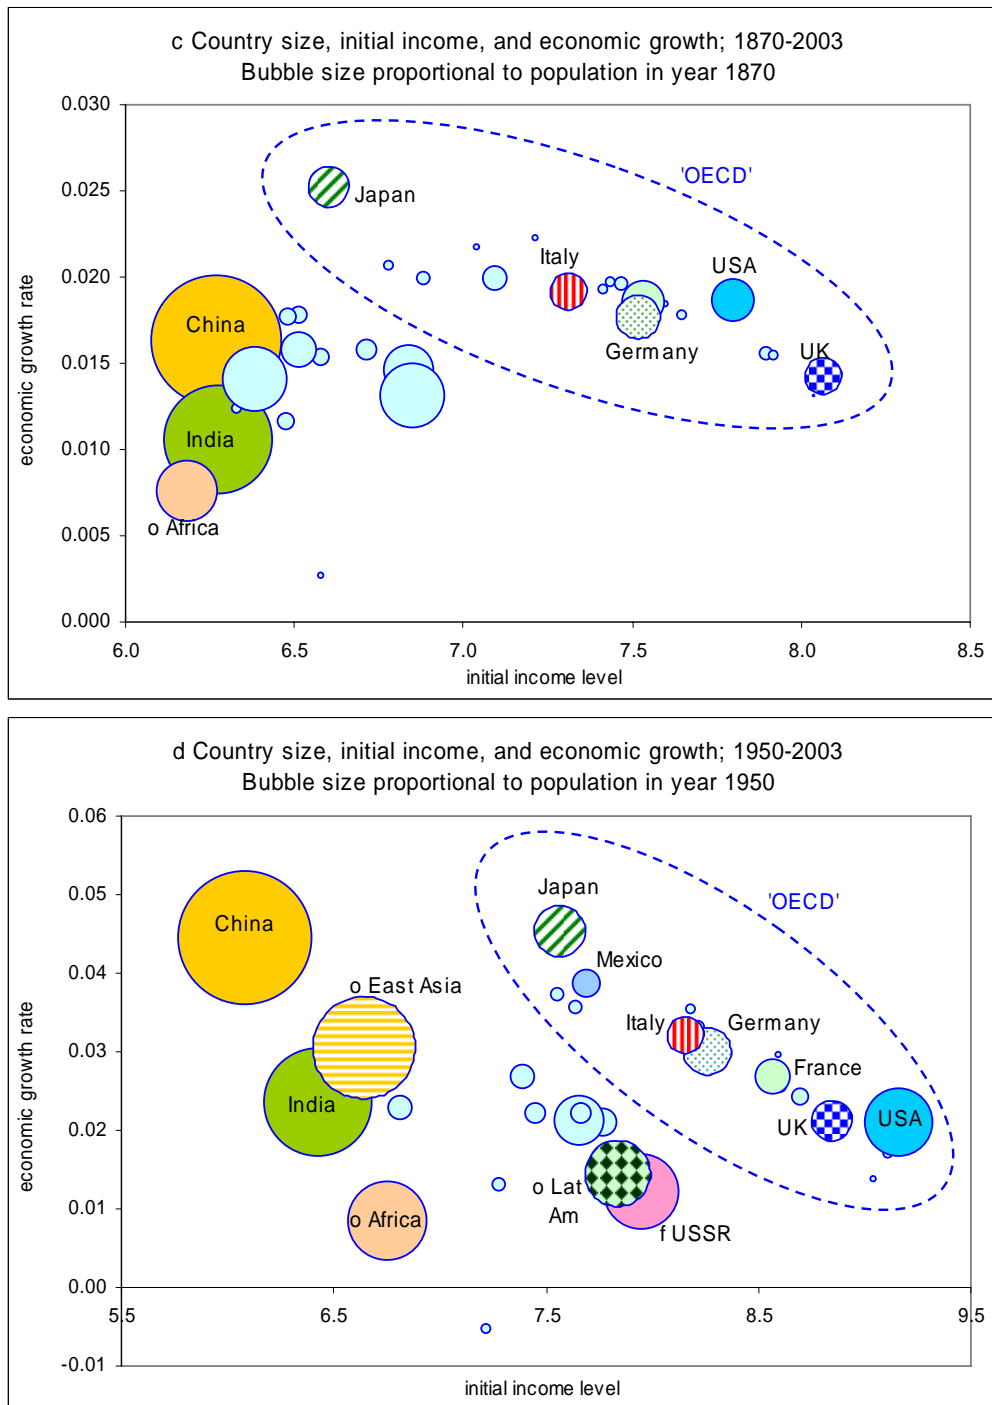 c Country size, initial income, and economic growth; 1870-2003
Bubble size proportional to population in year 1870
0.030
0.025
0.020
0.015
0.010
0.005
0.000
economic growth rate
'OECD'
Japan
Italy
USA
China
Germany
UK
India
o Africa
6.0 6.5 7.0 7.5 8.0 8.5
initial income level
d Country size, initial income, and economic growth; 1950-2003
Bubble size proportional to population in year 1950
0.06
0.05
0.04
0.03
0.02
0.01
0.00
-0.01
economic growth rate
Japan
'OECD'
China
Mexico
o East Asia
Italy
Germany
France
India
UK
USA
o Lat
Am
o Africa
f USSR
5.5 6.5 7.5 8.5 9.5
initial income level